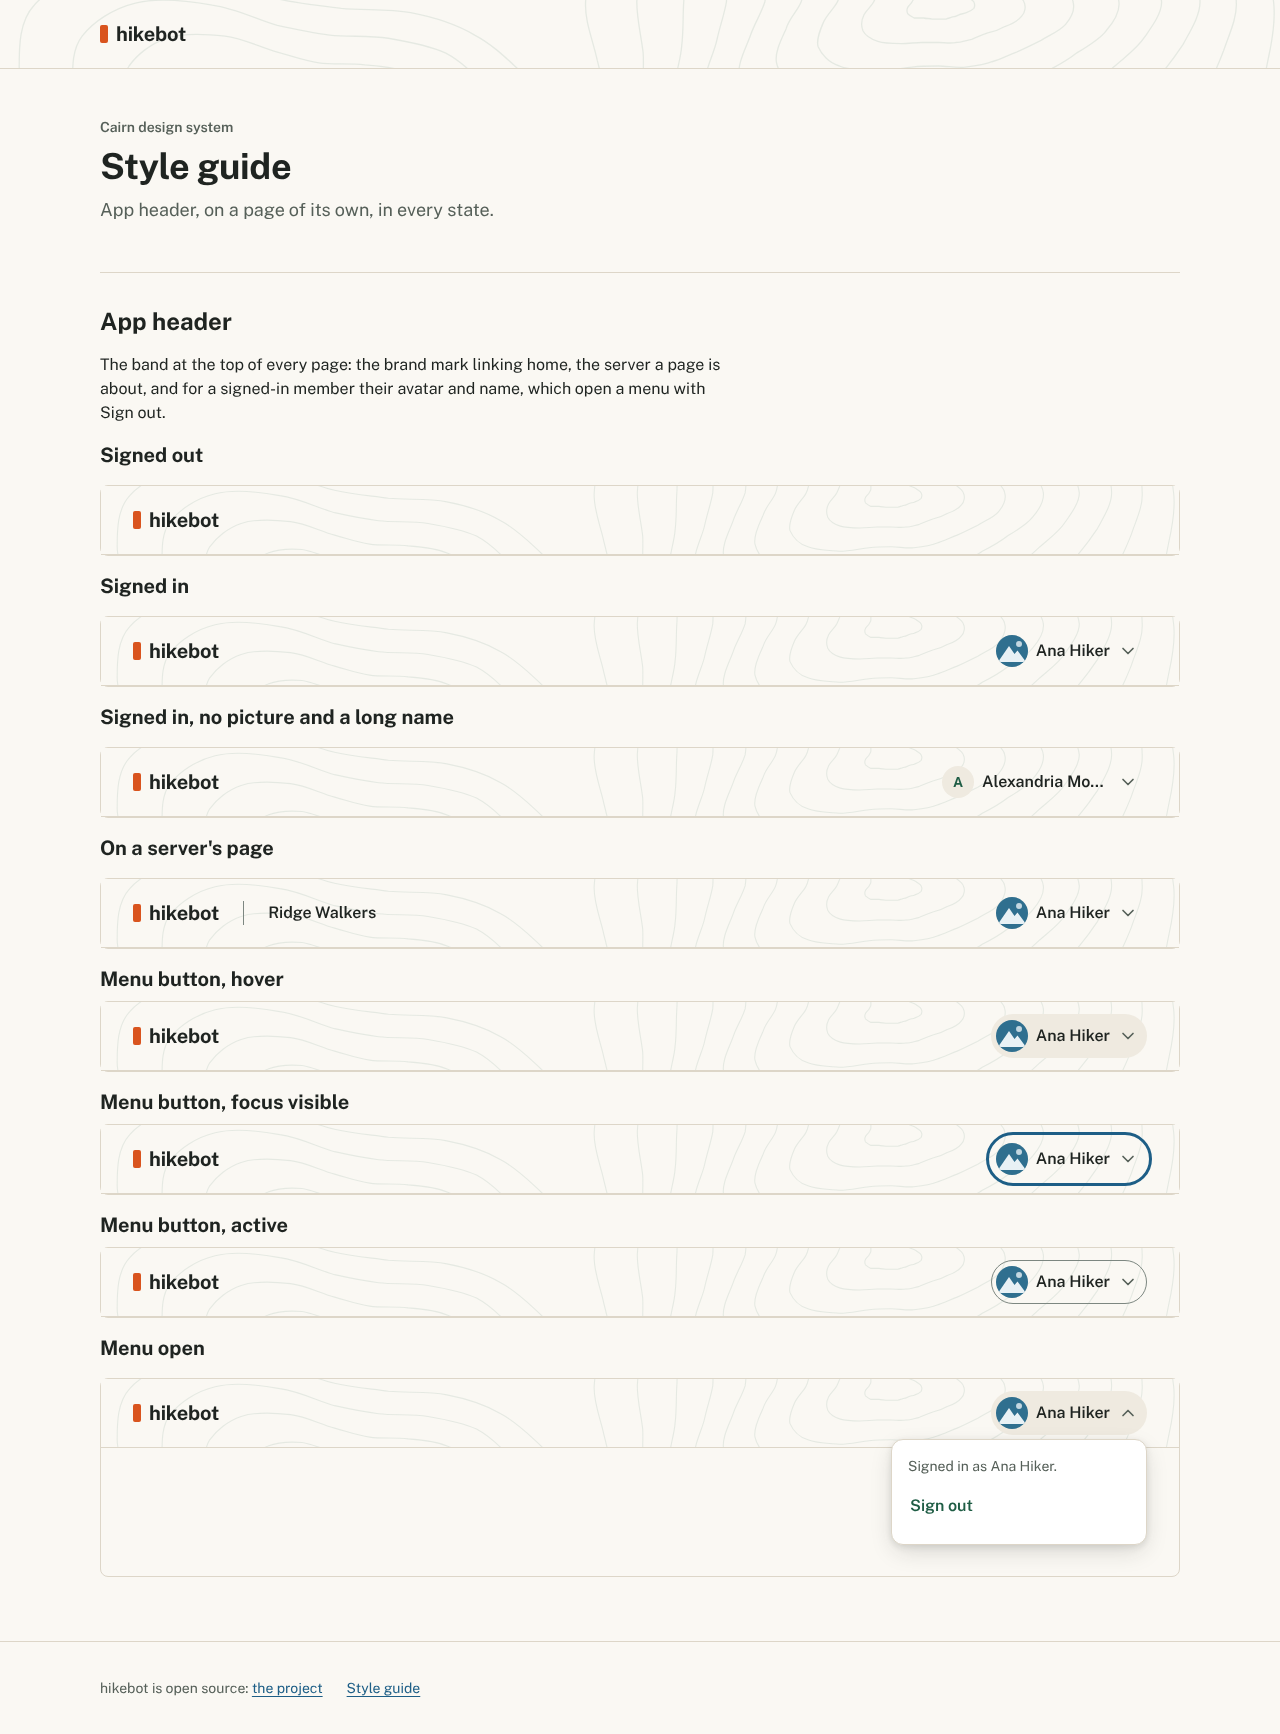 hikebot
Cairn design system
Style guide
App header, on a page of its own, in every state.
App header
The band at the top of every page: the brand mark linking home, the server a page is
about, and for a signed-in member their avatar and name, which open a menu with
Sign out.
Signed out
hikebot
Signed in
hikebot
Ana Hiker
Signed in, no picture and a long name
hikebot
A
Alexandria Mo...
On a server's page
hikebot
Ridge Walkers
Ana Hiker
Menu button, hover
hikebot
Ana Hiker
Menu button, focus visible
hikebot
Ana Hiker
Menu button, active
hikebot
Ana Hiker
Menu open
hikebot
Ana Hiker
Signed in as Ana Hiker.
Sign out
hikebot is open source: the project
Style guide